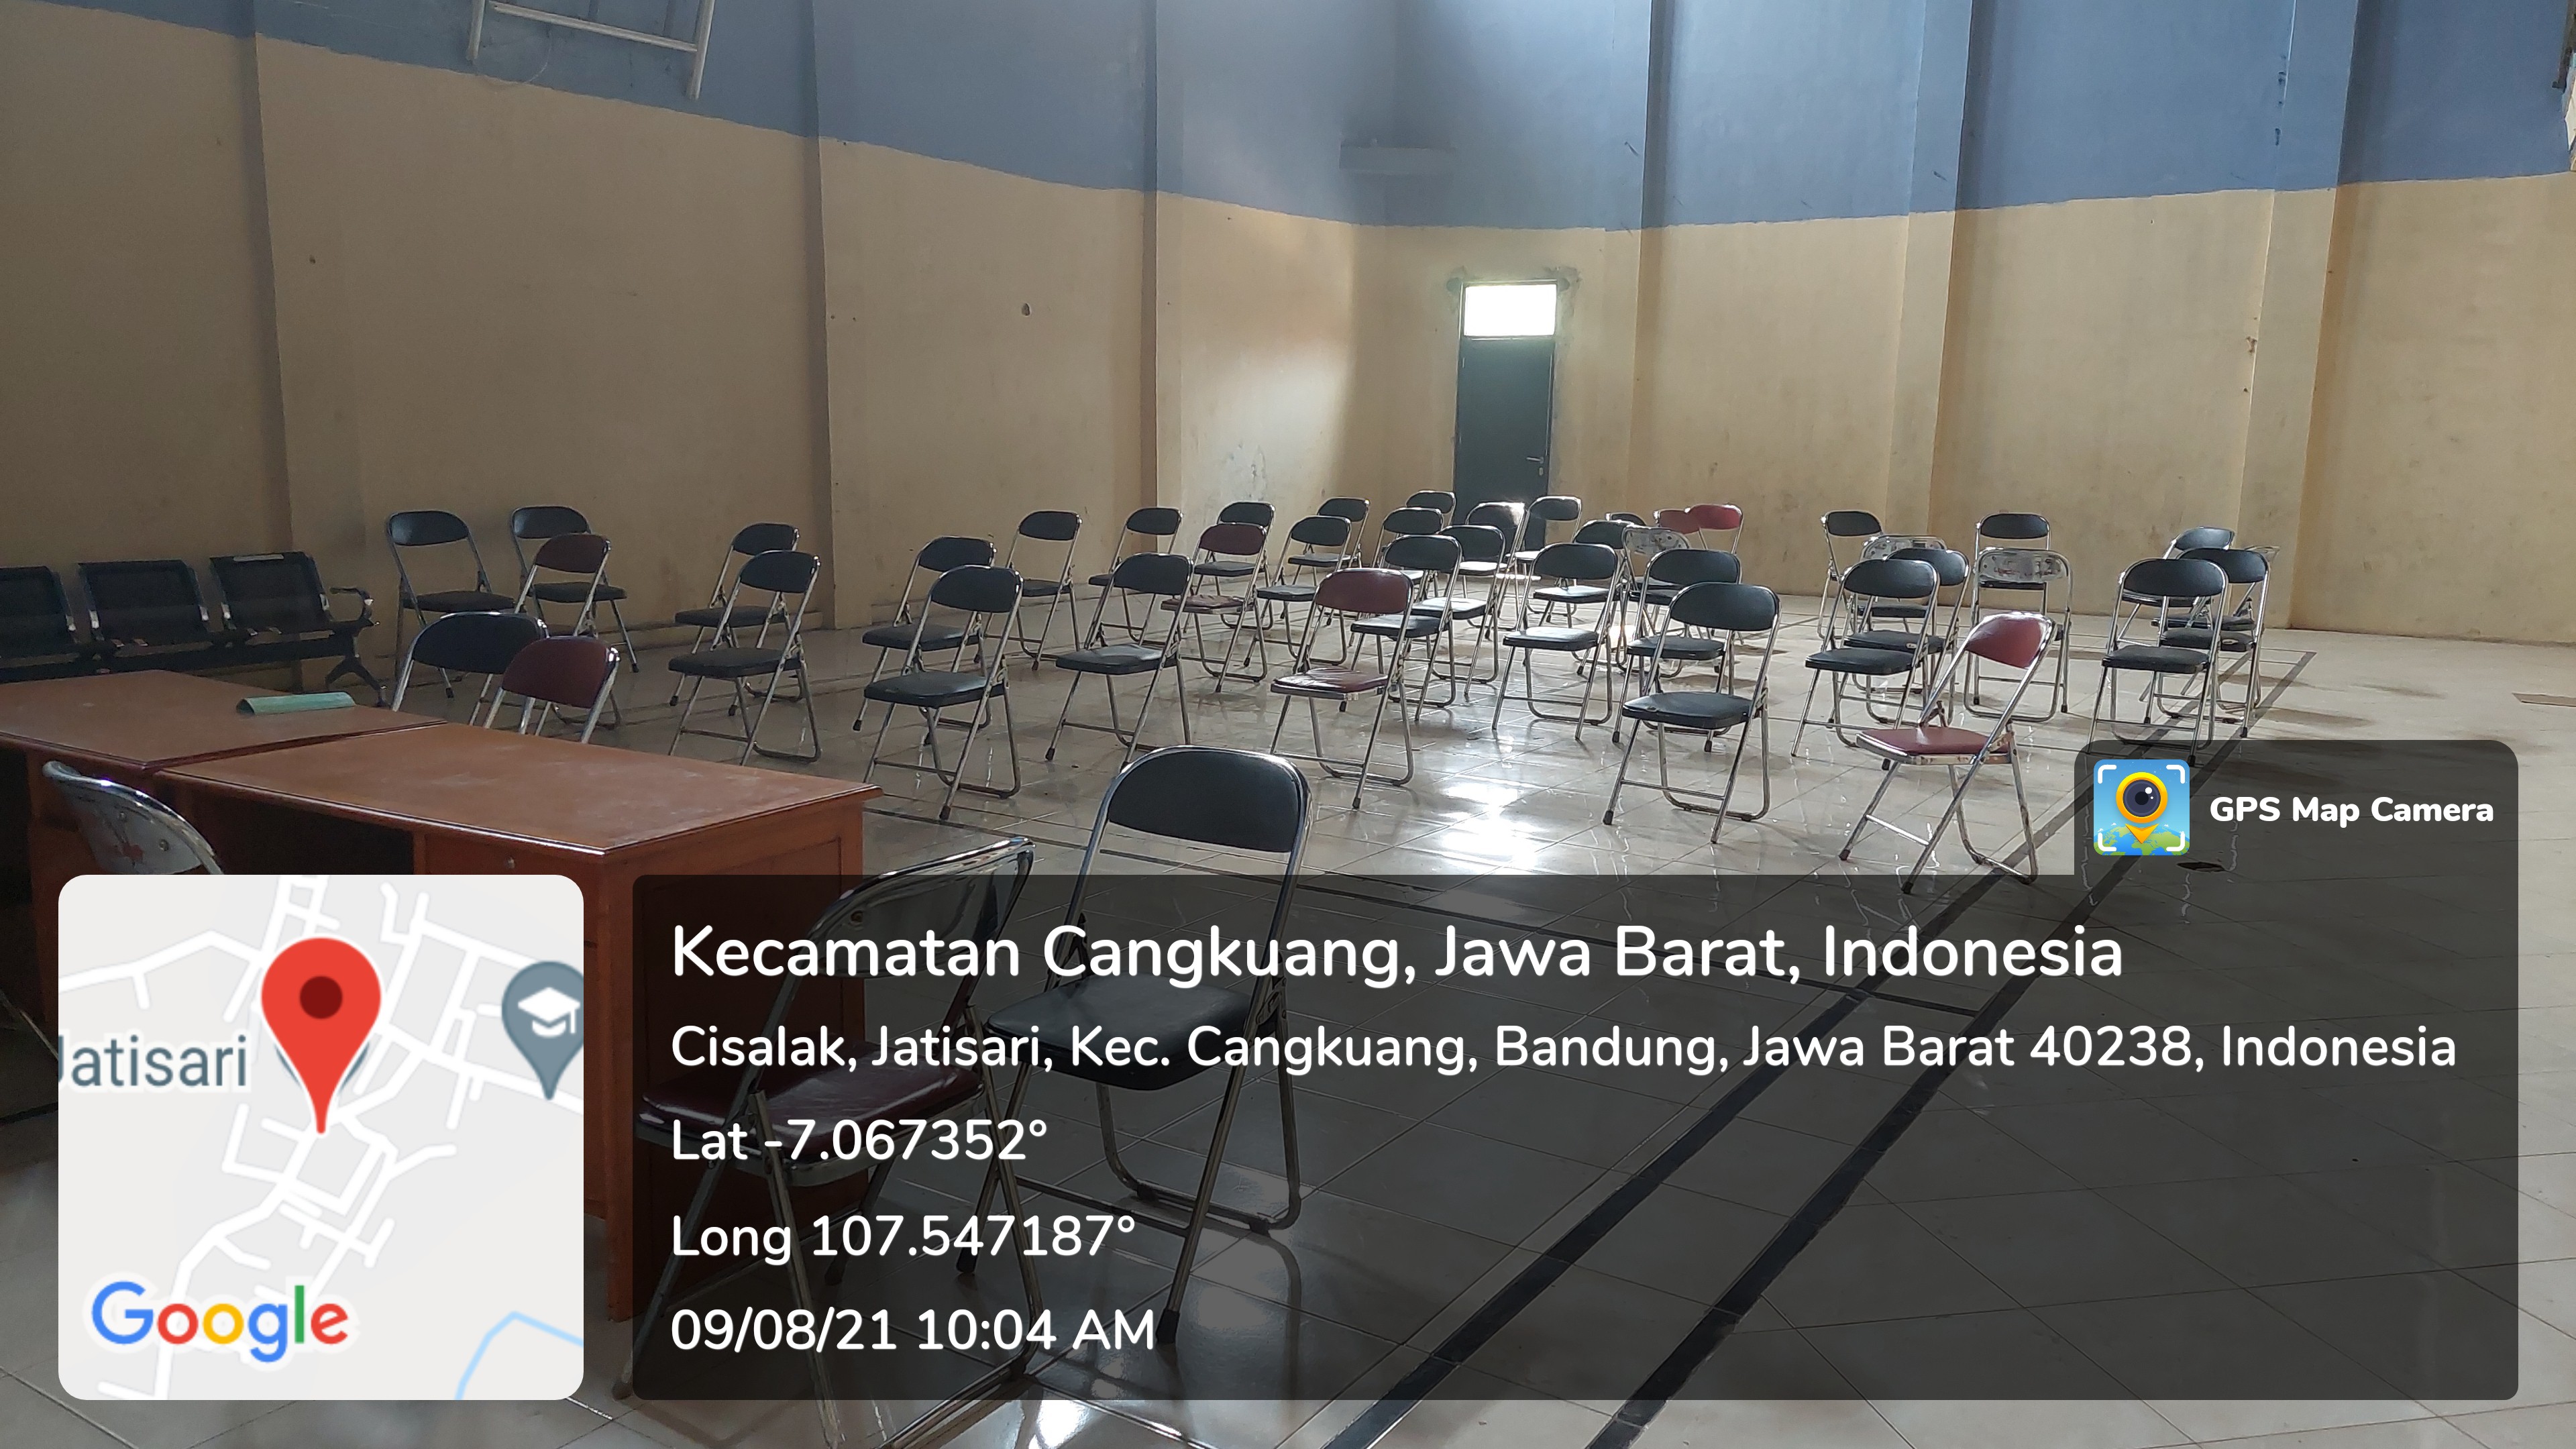 GPS Map Camera
Kecamatan Cangkuang, Jawa Barat, Indonesia
Cisalak, Jatisari, Kec. Cangkuang, Bandung, Jawa Barat 40238, Indonesia
Lat -7.067352°
Long 107.547187°
09/08/21 10:04 AM
Jatisari
Google